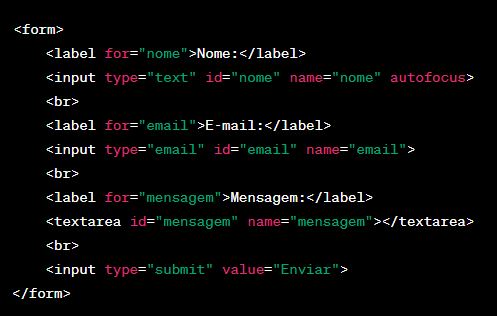 <form>
<label for="nome">Nome:</label>
<input type="text" id="nome" name="nome" autofocus>
<br>
<label for="email">E-mail:</label>
<input type="email" id="email" name="email">
<br>
<label for="mensagem">Mensagem:</label>
<textarea id="mensagem" name="mensagem"></textarea>
<br>
<input type="submit" value="Enviar">
</form>